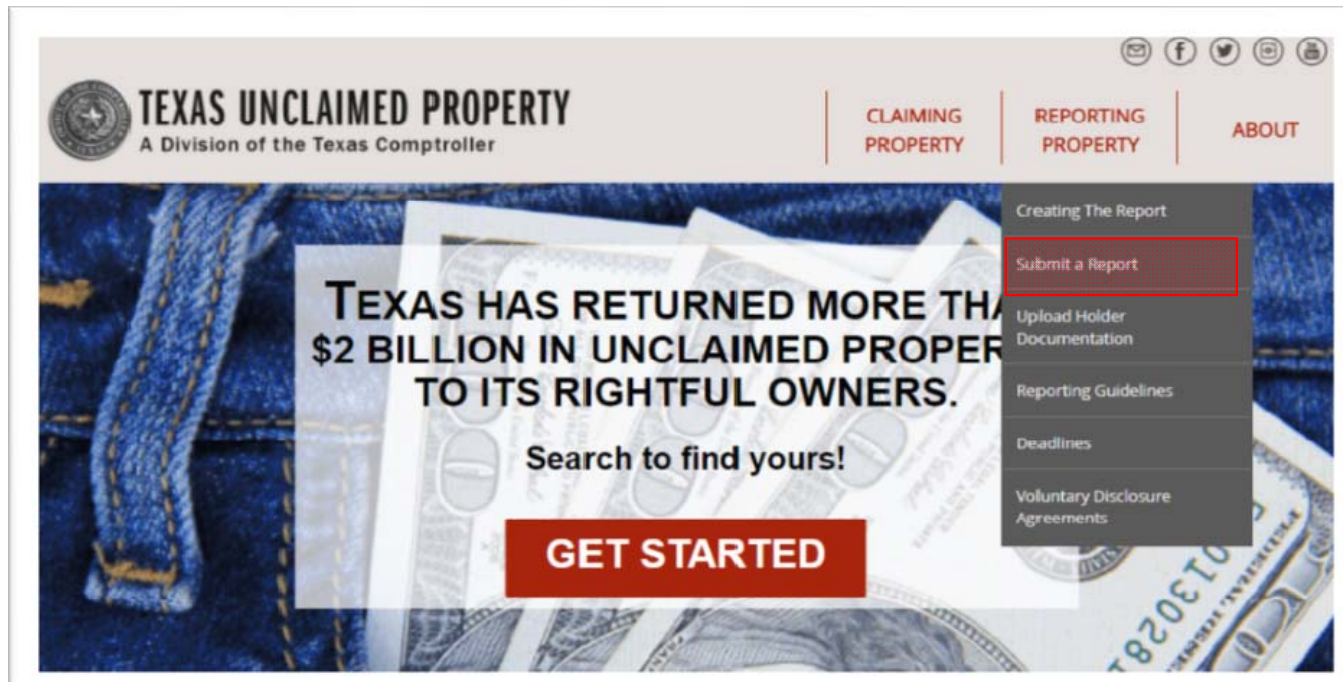 TEXAS UNCLAIMED PROPERTY
A Division of the Texas Comptroller
CLAIMING
PROPERTY
REPORTING
PROPERTY
ABOUT
Creating The Report
Submit a Report
Upload Holder
Documentation
Reporting Guidelines
Deadlines
Voluntary Disclosure
Agreements
TEXAS HAS RETURNED MORE THA
$2 BILLION IN UNCLAIMED PROPER
TO ITS RIGHTFUL OWNERS.
Search to find yours!
GET STARTED